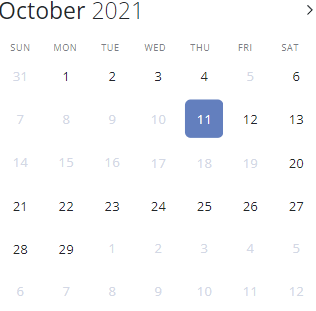 October 2021
SUN MON TUE WED THU FRI SAT
31 1 2 3 4 5 6
7 8 9 10 11 12 13
14 15 16 17 18 19 20
21 22 23 24 25 26 27
28 29 1 2 3 4 5
6 7 8 9 10 11 12